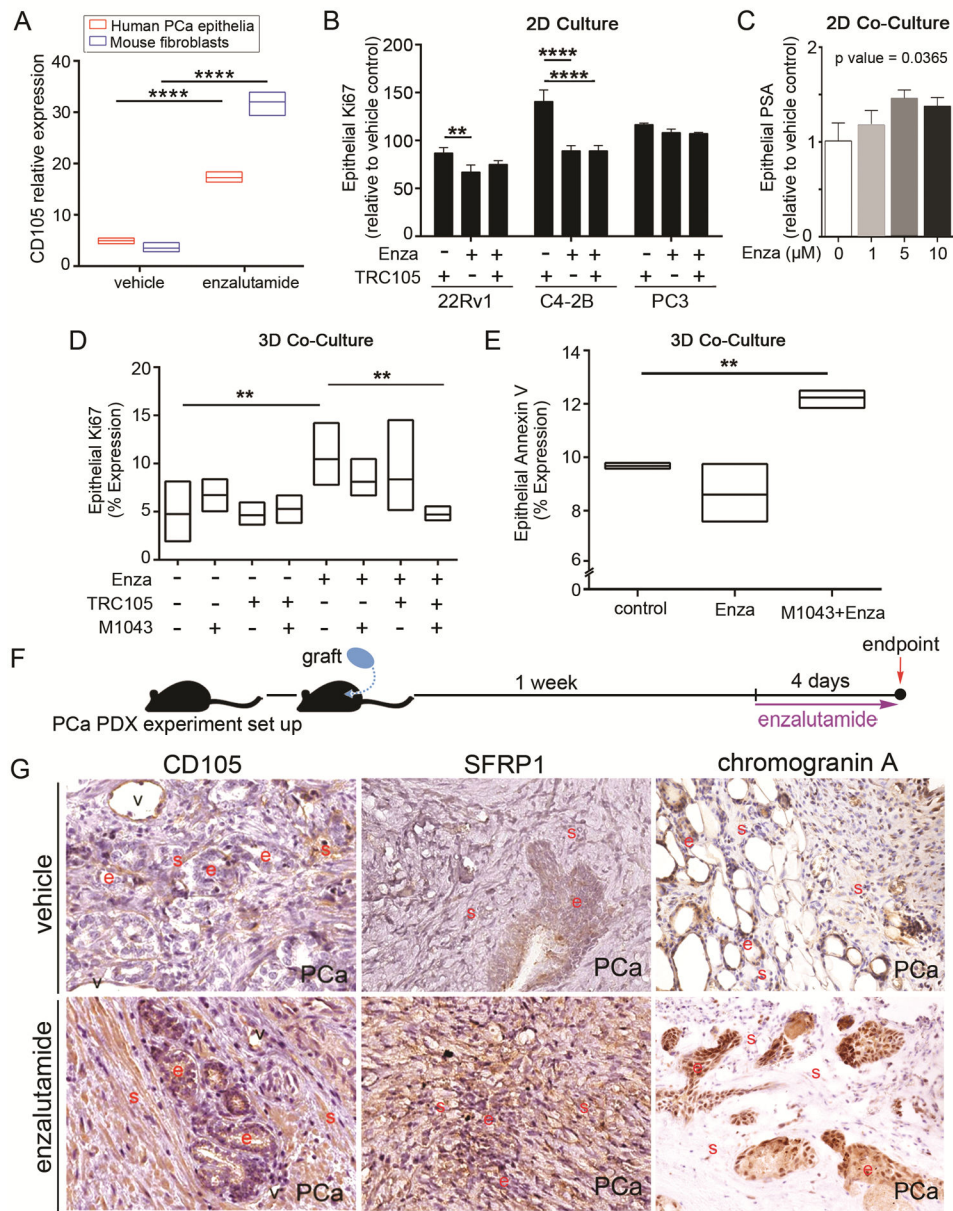 A
Human PCa epithelia
Mouse fibroblasts
CD105 relative expression
40
30
20
10
0
****
****
vehicle
enzalutamide
B
2D Culture
Epithelial Ki67
(relative to vehicle control)
200
150
100
50
0
**
****
****
Enza - + + - + + - + +
TRC105 + - + + - + + - +
22Rv1 C4-2B PC3
C
2D Co-Culture
p value = 0.0365
Epithelial PSA
(relative to vehicle control)
2
1
0
Enza (µM) 0 1 5 10
D
3D Co-Culture
Epithelial Ki67
(% Expression)
20
15
10
5
0
**
**
Enza - - - - + + + +
TRC105 - - + + - - + +
M1043 - + - + - + - +
E
3D Co-Culture
Epithelial Annexin V
(% Expression)
14
12
10
8
6
0
**
control Enza M1043+Enza
F
graft
PCa PDX experiment set up
1 week
4 days
enzalutamide
endpoint
G
CD105 SFRP1 chromogranin A
vehicle
v
e s e e s
v
PCa
s
s e
PCa
s
e s
e
s
PCa
enzalutamide
v
e
s s
e
v
PCa
s e s
e
PCa
s
e s
s e
PCa